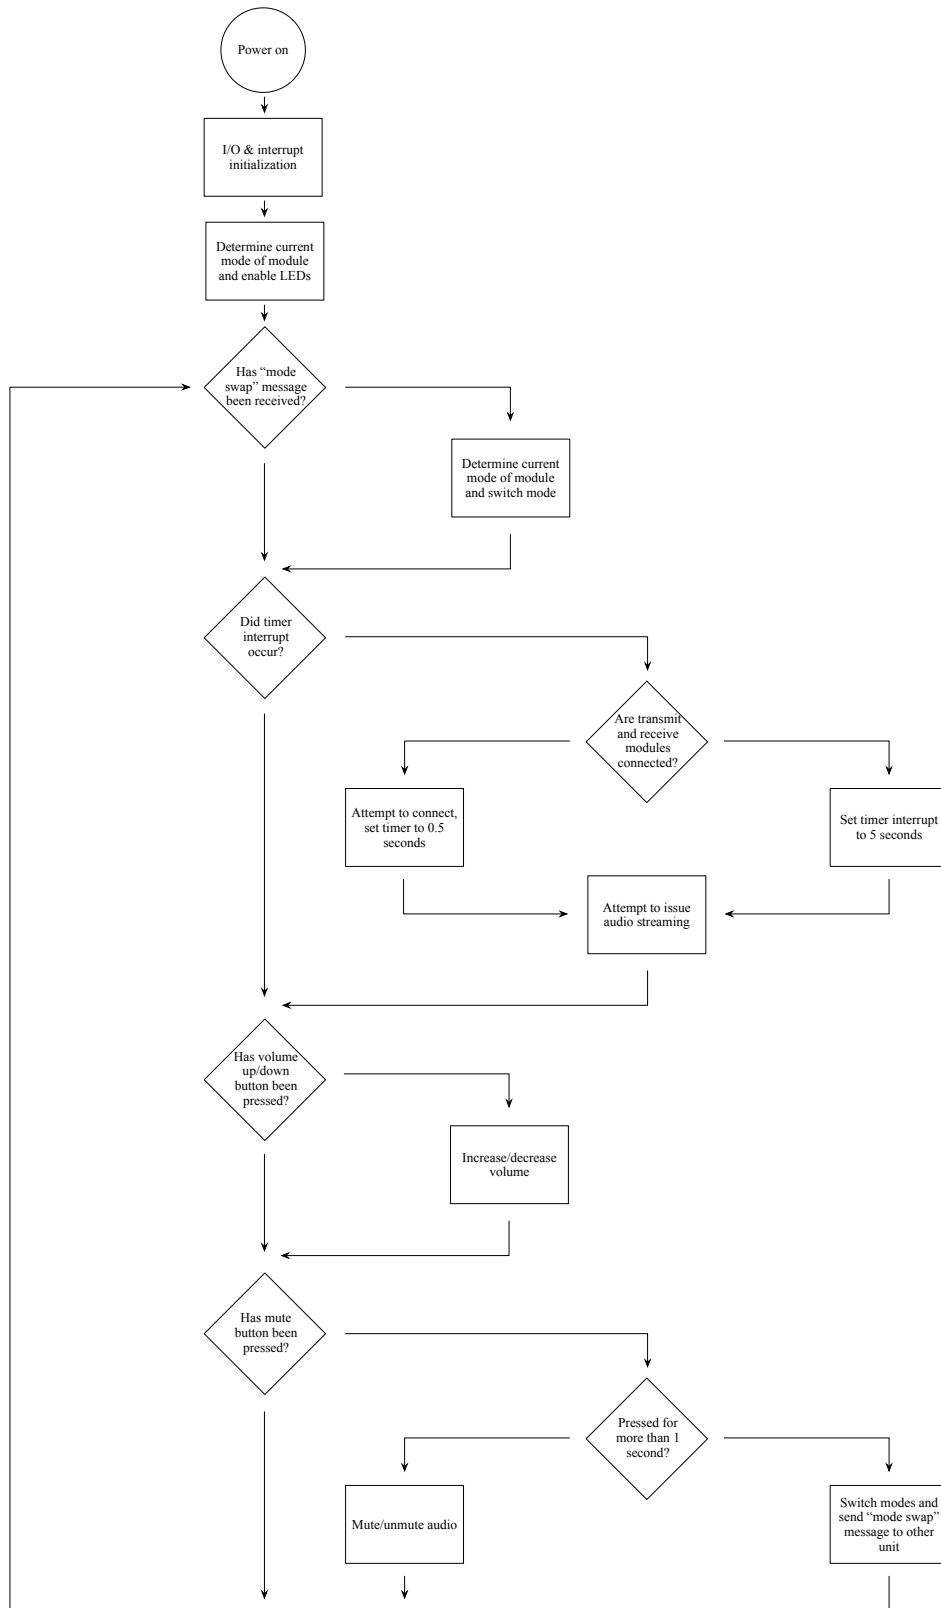 Power on
I/O & interrupt
initialization
Determine current
mode of module
and enable LEDs
Has “mode
swap” message
been received?
Determine current
mode of module
and switch mode
Did timer
interrupt
occur?
Are transmit
and receive
modules
connected?
Attempt to connect,
set timer to 0.5
seconds
Set timer interrupt
to 5 seconds
Attempt to issue
audio streaming
Has volume
up/down
button been
pressed?
Increase/decrease
volume
Has mute
button been
pressed?
Pressed for
more than 1
second?
Mute/unmute audio
Switch modes and
send “mode swap”
message to other
unit